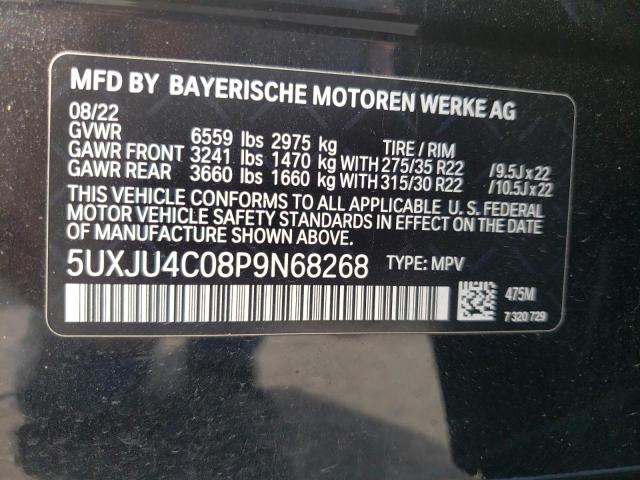 MFD BY BAYERISCHE MOTOREN WERKE AG
08/22
GVWR 6559 lbs 2975 kg TIRE / RIM
GAWR FRONT 3241 lbs 1470 kg WITH 275/35 R22 /9.5J x 22
GAWR REAR 3660 lbs 1660 kg WITH 315/30 R22 /10.5J x 22
THIS VEHICLE CONFORMS TO ALL APPLICABLE U. S. FEDERAL
MOTOR VEHICLE SAFETY STANDARDS IN EFFECT ON THE DATE
OF MANUFACTURE SHOWN ABOVE.
5UXJU4C08P9N68268 TYPE: MPV
475M
7 320 729